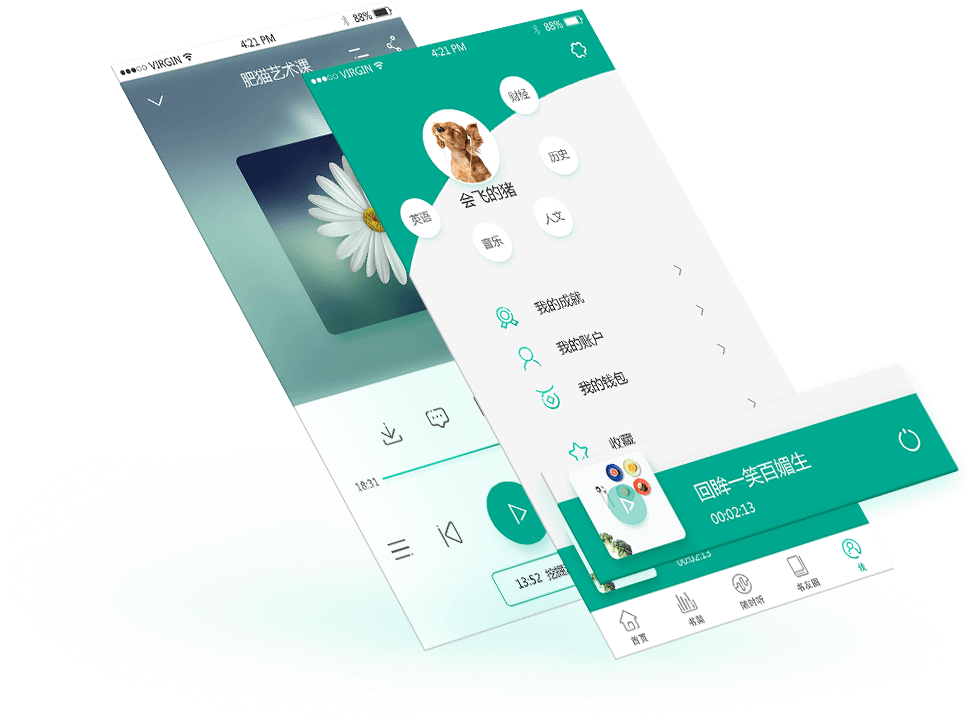 VIRGIN
4:21 PM
88%
肥猫艺术课
18:31
13:52
VIRGIN
4:21 PM
88%
财经
历史
会飞的猪
英语
人文
音乐
我的成就
我的账户
我的钱包
收藏
回眸一笑百媚生
00:02:13
00:02:13
首页
书架
随时听
书友圈
我